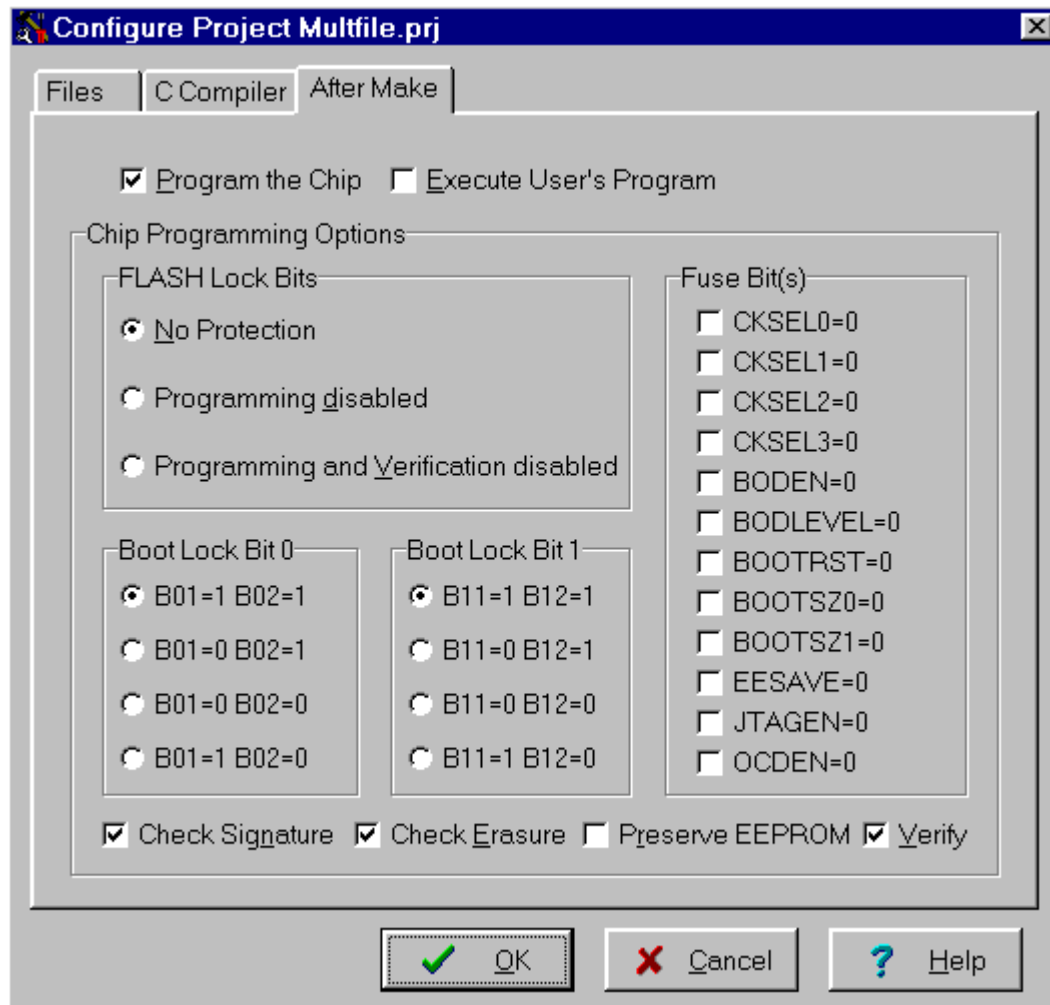 Configure Project Multfile.prj
Files C Compiler After Make
Program the Chip Execute User's Program
Chip Programming Options
FLASH Lock Bits
No Protection
Programming disabled
Programming and Verification disabled
Boot Lock Bit 0
B01=1 B02=1
B01=0 B02=1
B01=0 B02=0
B01=1 B02=0
Boot Lock Bit 1
B11=1 B12=1
B11=0 B12=1
B11=0 B12=0
B11=1 B12=0
Fuse Bit(s)
CKSEL0=0
CKSEL1=0
CKSEL2=0
CKSEL3=0
BODEN=0
BODLEVEL=0
BOOTRST=0
BOOTSZ0=0
BOOTSZ1=0
EESAVE=0
JTAGEN=0
OCDEN=0
Check Signature Check Erasure Preserve EEPROM Verify
OK Cancel Help